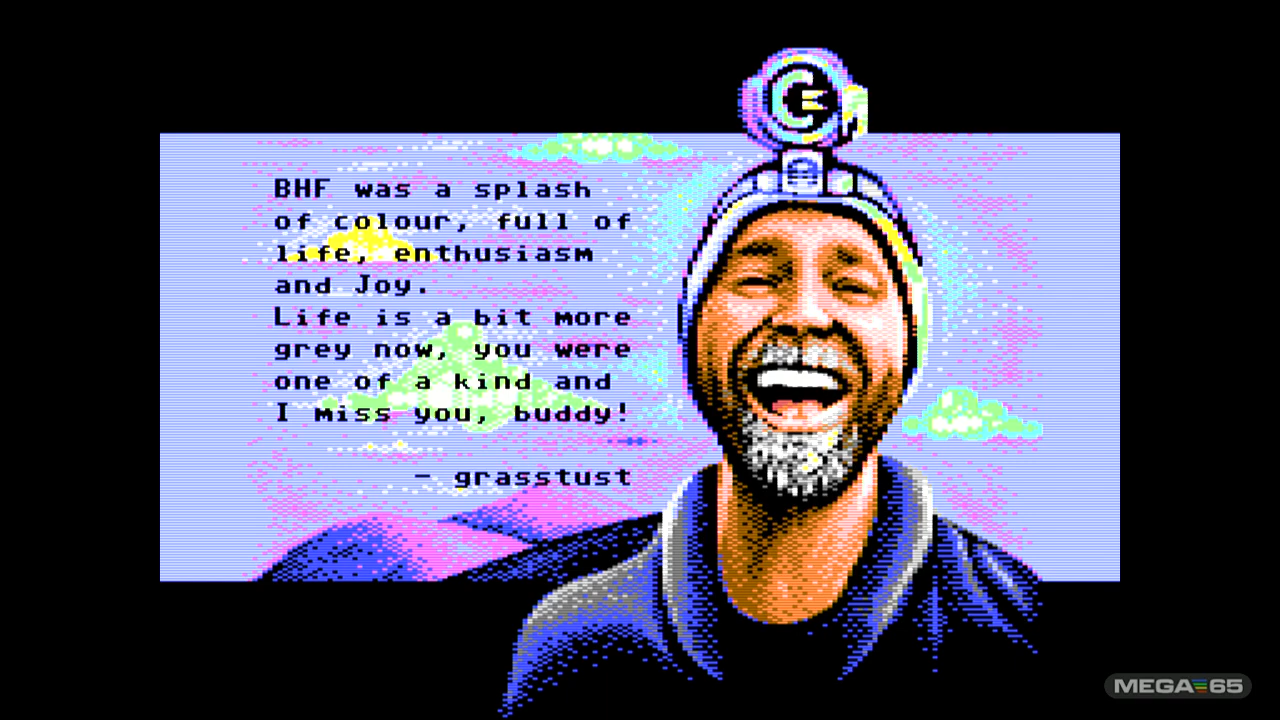 BHF was a splash
of colour, full of
life, enthusiasm
and Joy.
Life is a bit more
grey now, you were
one of a kind and
I miss you, buddy!
- grasstust
MEGA65